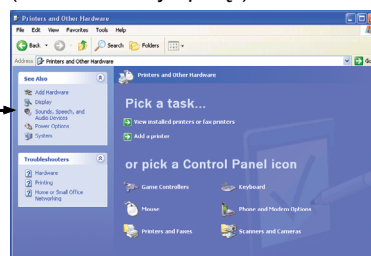 Printers and Other Hardware
File Edit View Favorites Tools Help
Back Search Folders
Address Printers and Other Hardware Go
See Also
Add Hardware
Display
Sounds, Speech, and
Audio Devices
Power Options
System
Troubleshooters
Hardware
Printing
Home or Small Office
Networking
Printers and Other Hardware
Pick a task...
View installed printers or fax printers
Add a printer
or pick a Control Panel icon
Game Controllers Keyboard
Mouse Phone and Modem Options
Printers and Faxes Scanners and Cameras